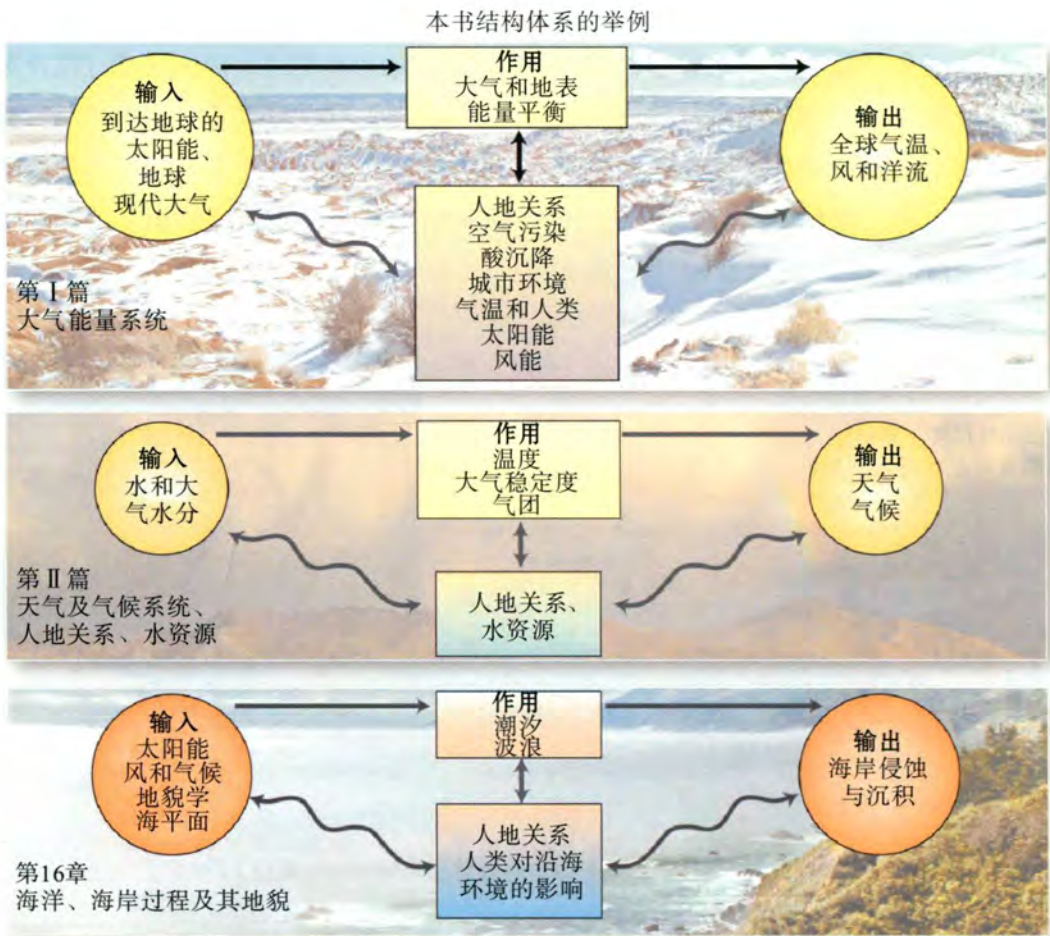 本书结构体系的举例
输入
到达地球的
太阳能、
地球
现代大气
作用
大气和地表
能量平衡
输出
全球气温、
风和洋流
人地关系
空气污染
酸沉降
城市环境
气温和人类
太阳能
风能
第Ⅰ篇
大气能量系统
输入
水和大
气水分
作用
温度
大气稳定度
气团
输出
天气
气候
人地关系、
水资源
第Ⅱ篇
天气及气候系统、
人地关系、水资源
输入
太阳能
风和气候
地貌学
海平面
作用
潮汐
波浪
输出
海岸侵蚀
与沉积
人地关系
人类对沿海
环境的影响
第16章
海洋、海岸过程及其地貌